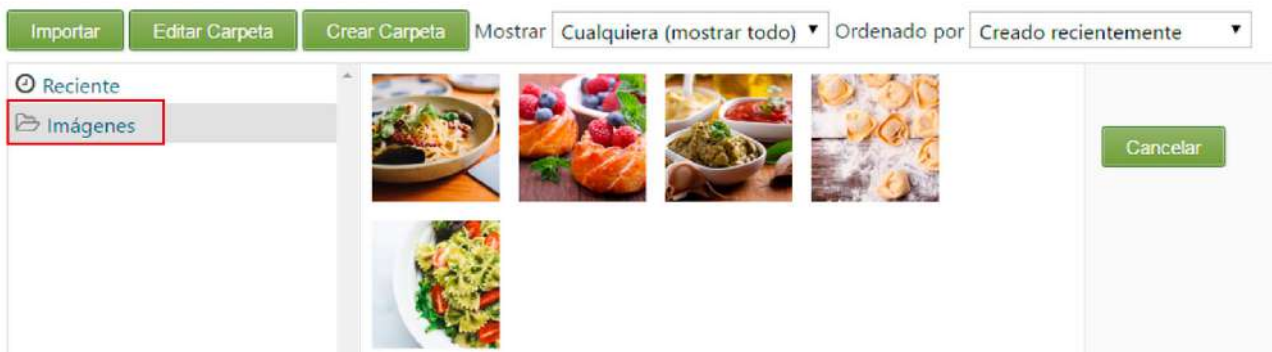 Importar Editar Carpeta Crear Carpeta Mostrar Cualquiera (mostrar todo) Ordenado por Creado recientemente
Reciente
Imágenes
Cancelar